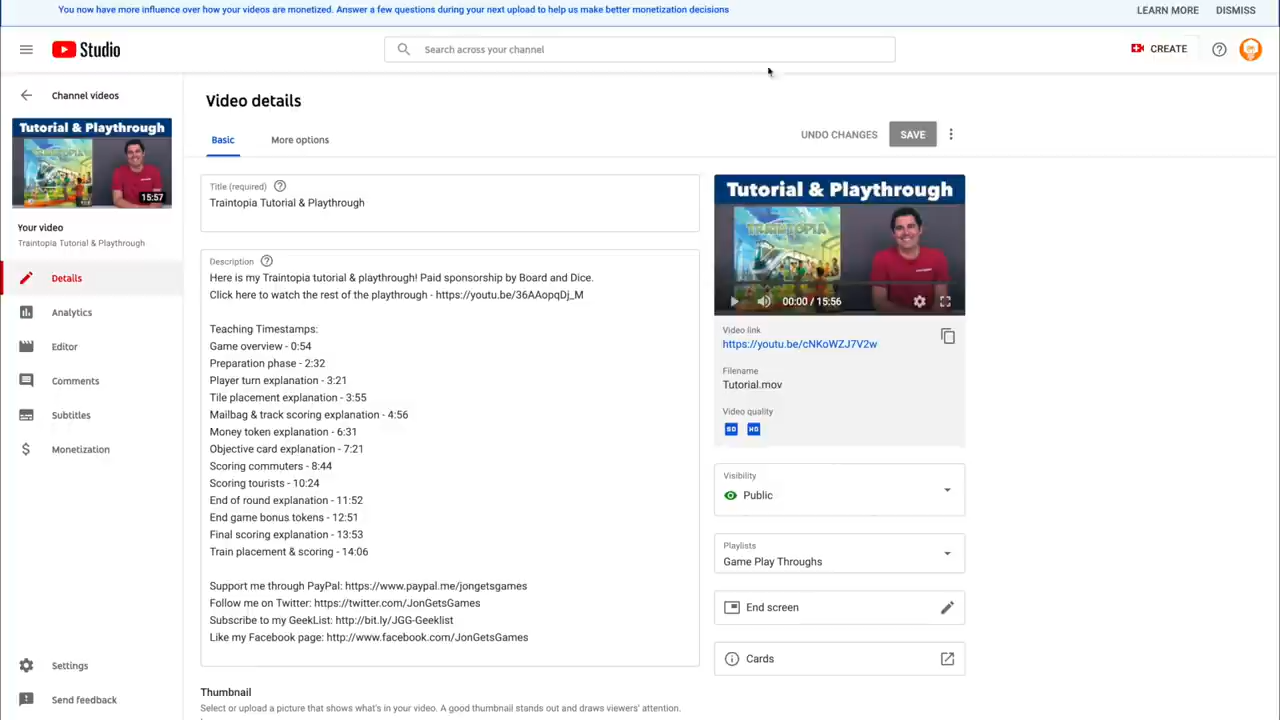 You now have more influence over how your videos are monetized. Answer a few questions during your next upload to help us make better monetization decisions
LEARN MORE
DISMISS
Studio
Search across your channel
CREATE
Channel videos
Video details
Basic
More options
UNDO CHANGES
SAVE
Tutorial & Playthrough
TRAINTOPIA
15:57
Your video
Traintopia Tutorial & Playthrough
Details
Analytics
Editor
Comments
Subtitles
Monetization
Settings
Send feedback
Title (required)
Traintopia Tutorial & Playthrough
Description
Here is my Traintopia tutorial & playthrough! Paid sponsorship by Board and Dice.
Click here to watch the rest of the playthrough - https://youtu.be/36AAopqDj_M
Teaching Timestamps:
Game overview - 0:54
Preparation phase - 2:32
Player turn explanation - 3:21
Tile placement explanation - 3:55
Mailbag & track scoring explanation - 4:56
Money token explanation - 6:31
Objective card explanation - 7:21
Scoring commuters - 8:44
Scoring tourists - 10:24
End of round explanation - 11:52
End game bonus tokens - 12:51
Final scoring explanation - 13:53
Train placement & scoring - 14:06
Support me through PayPal: https://www.paypal.me/jongetsgames
Follow me on Twitter: https://twitter.com/JonGetsGames
Subscribe to my GeekList: http://bit.ly/JGG-Geeklist
Like my Facebook page: http://www.facebook.com/JonGetsGames
Thumbnail
Select or upload a picture that shows what's in your video. A good thumbnail stands out and draws viewers' attention.
Tutorial & Playthrough
TRAINTOPIA
00:00 / 15:56
Video link
https://youtu.be/cNKoWZJ7V2w
Filename
Tutorial.mov
Video quality
SD HD
Visibility
Public
Playlists
Game Play Throughs
End screen
Cards